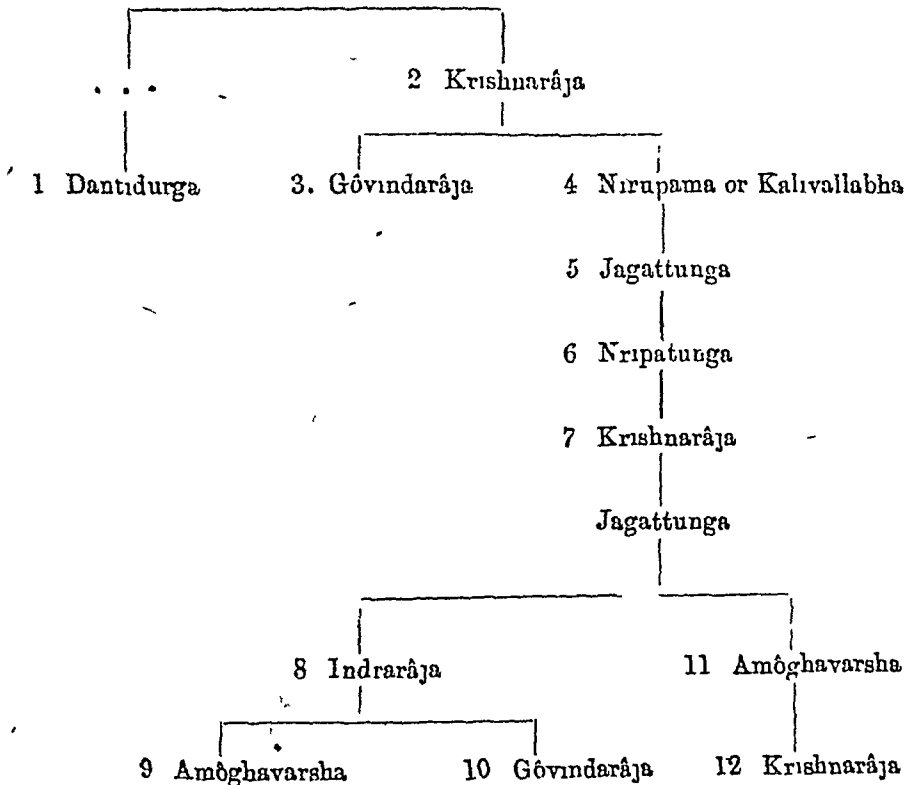 2 Krishnarâja
. . .
1 Dantidurga 3. Gôvindarâja 4 Nirupama or Kalivallabha
5 Jagattunga
6 Nripatunga
7 Krishnarâja
Jagattunga
8 Indrarâja 11 Amôghavarsha
9 Amôghavarsha 10 Gôvindarâja 12 Krishnarâja